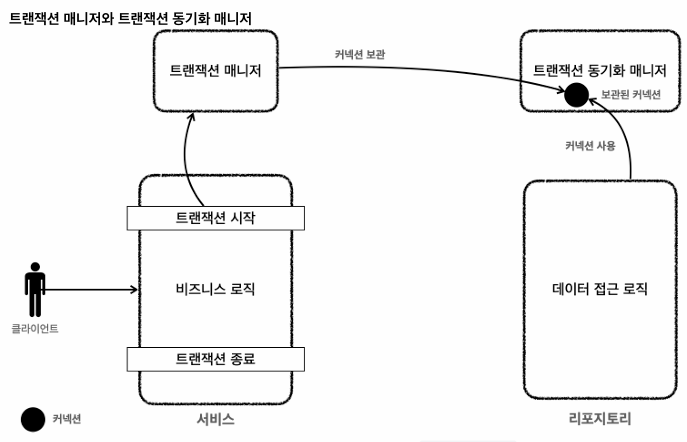 트랜잭션 매니저와 트랜잭션 동기화 매니저
트랜잭션 매니저
커넥션 보관
트랜잭션 동기화 매니저
보관된 커넥션
커넥션 사용
트랜잭션 시작
비즈니스 로직
데이터 접근 로직
클라이언트
트랜잭션 종료
커넥션
서비스
리포지토리